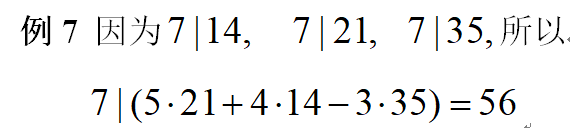 例 7 因为 7|14, 7|21, 7|35, 所以
7|(5·21+4·14−3·35)=56